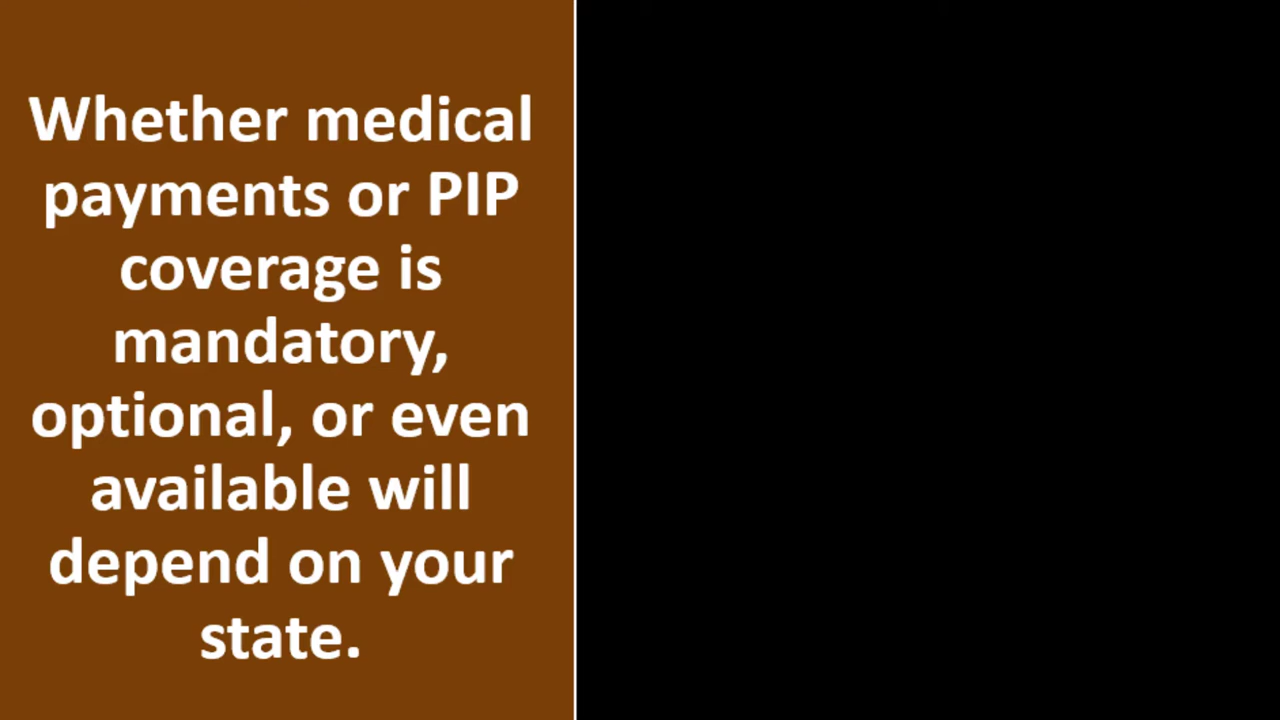 Whether medical
payments or PIP
coverage is
mandatory,
optional, or even
available will
depend on your
state.